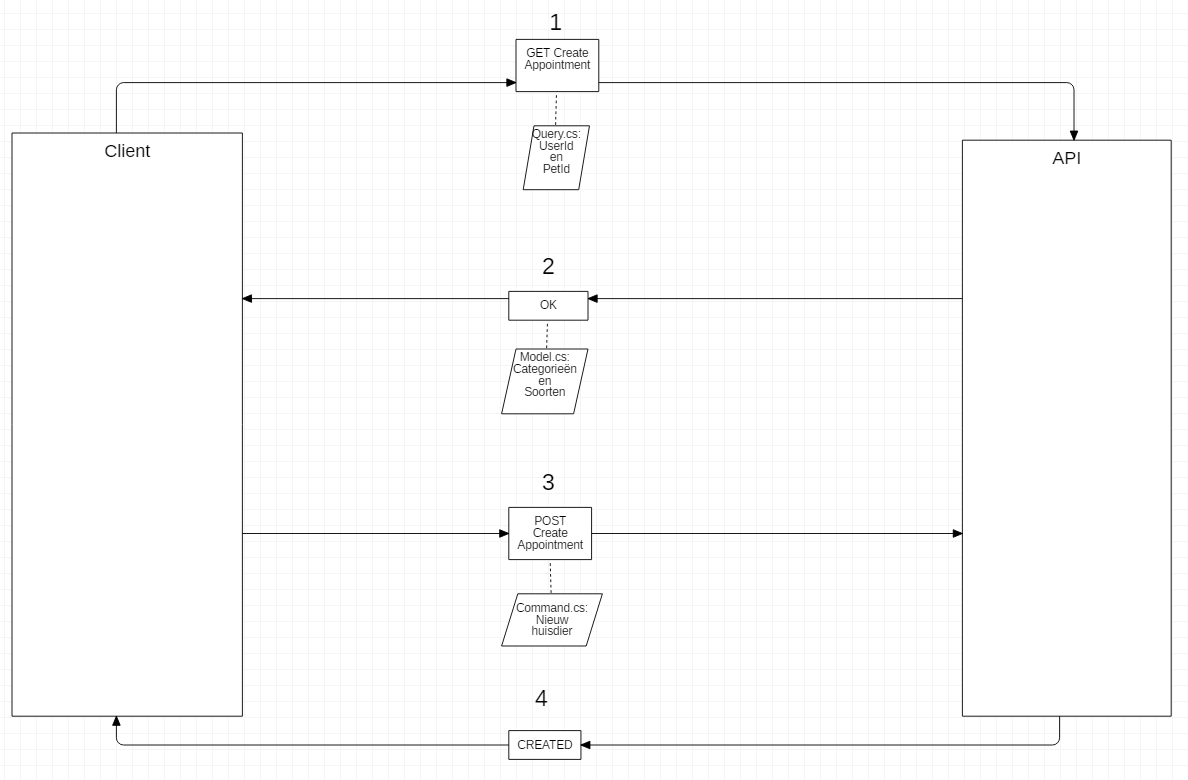 1
GET Create
Appointment
Query.cs:
UserId
en
PetId
Client
API
2
OK
Model.cs:
Categorieën
en
Soorten
3
POST
Create
Appointment
Command.cs:
Nieuw
huisdier
4
CREATED